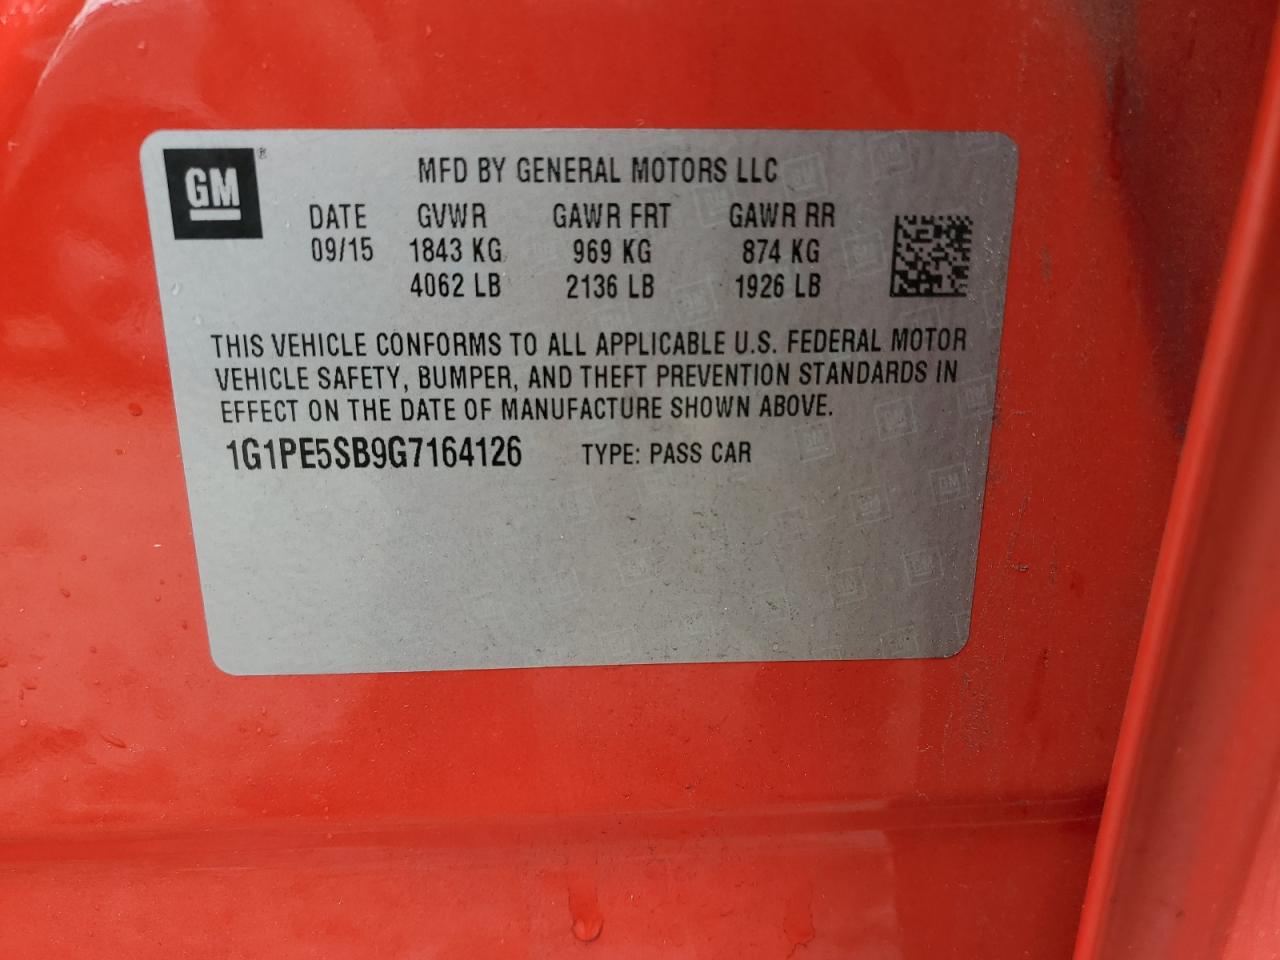 GM®
MFD BY GENERAL MOTORS LLC
DATE GVWR GAWR FRT GAWR RR
09/15 1843 KG 969 KG 874 KG
4062 LB 2136 LB 1926 LB
THIS VEHICLE CONFORMS TO ALL APPLICABLE U.S. FEDERAL MOTOR
VEHICLE SAFETY, BUMPER, AND THEFT PREVENTION STANDARDS IN
EFFECT ON THE DATE OF MANUFACTURE SHOWN ABOVE.
1G1PE5SB9G7164126 TYPE: PASS CAR